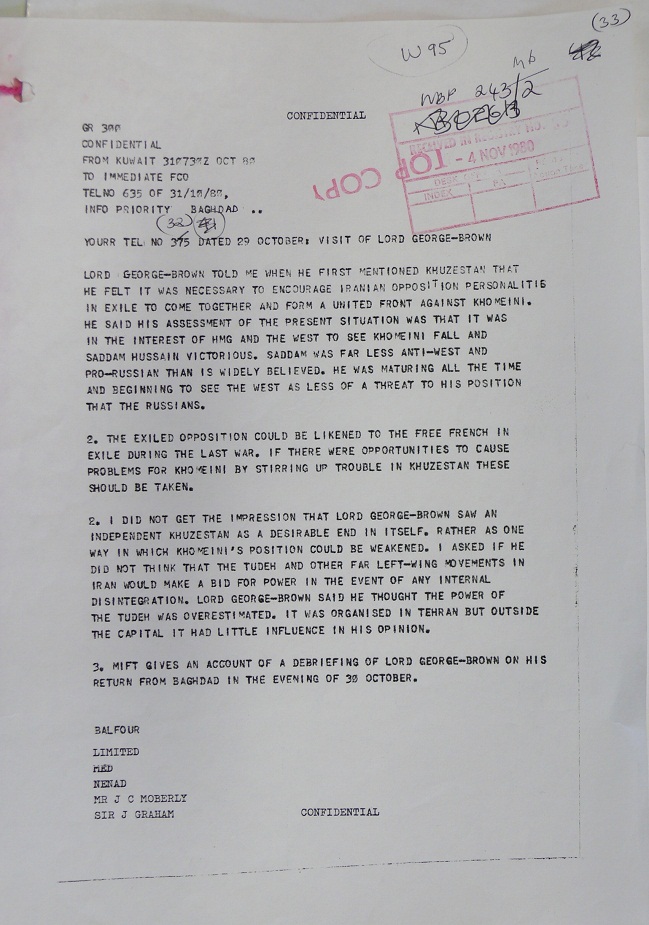 (33)
W95
Mb
NBP 243/2
CONFIDENTIAL
RECEIVED IN REGISTRY NO.
- 4 NOV 1980
DESK
INDEX PA
TOP COPY
GR 300
CONFIDENTIAL
FROM KUWAIT 310730Z OCT 80
TO IMMEDIATE FCO
TELNO 635 OF 31/10/80,
INFO PRIORITY BAGHDAD ..
(32)
YOURR TEL NO 375 DATED 29 OCTOBER: VISIT OF LORD GEORGE-BROWN
LORD GEORGE-BROWN TOLD ME WHEN HE FIRST MENTIONED KHUZESTAN THAT
HE FELT IT WAS NECESSARY TO ENCOURAGE IRANIAN OPPOSITION PERSONALITIS
IN EXILE TO COME TOGETHER AND FORM A UNITED FRONT AGAINST KHOMEINI.
HE SAID HIS ASSESSMENT OF THE PRESENT SITUATION WAS THAT IT WAS
IN THE INTEREST OF HMG AND THE WEST TO SEE KHOMEINI FALL AND
SADDAM HUSSAIN VICTORIOUS. SADDAM WAS FAR LESS ANTI-WEST AND
PRO-RUSSIAN THAN IS WIDELY BELIEVED. HE WAS MATURING ALL THE TIME
AND BEGINNING TO SEE THE WEST AS LESS OF A THREAT TO HIS POSITION
THAT THE RUSSIANS.
2. THE EXILED OPPOSITION COULD BE LIKENED TO THE FREE FRENCH IN
EXILE DURING THE LAST WAR. IF THERE WERE OPPORTUNITIES TO CAUSE
PROBLEMS FOR KHOMEINI BY STIRRING UP TROUBLE IN KHUZESTAN THESE
SHOULD BE TAKEN.
2. I DID NOT GET THE IMPRESSION THAT LORD GEORGE-BROWN SAW AN
INDEPENDENT KHUZESTAN AS A DESIRABLE END IN ITSELF. RATHER AS ONE
WAY IN WHICH KHOMEINI'S POSITION COULD BE WEAKENED. I ASKED IF HE
DID NOT THINK THAT THE TUDEH AND OTHER FAR LEFT-WING MOVEMENTS IN
IRAN WOULD MAKE A BID FOR POWER IN THE EVENT OF ANY INTERNAL
DISINTEGRATION. LORD GEORGE-BROWN SAID HE THOUGHT THE POWER OF
THE TUDEH WAS OVERESTIMATED. IT WAS ORGANISED IN TEHRAN BUT OUTSIDE
THE CAPITAL IT HAD LITTLE INFLUENCE IN HIS OPINION.
3. MIFT GIVES AN ACCOUNT OF A DEBRIEFING OF LORD GEORGE-BROWN ON HIS
RETURN FROM BAGHDAD IN THE EVENING OF 30 OCTOBER.
BALFOUR
LIMITED
MED
NENAD
MR J C MOBERLY
SIR J GRAHAM
CONFIDENTIAL